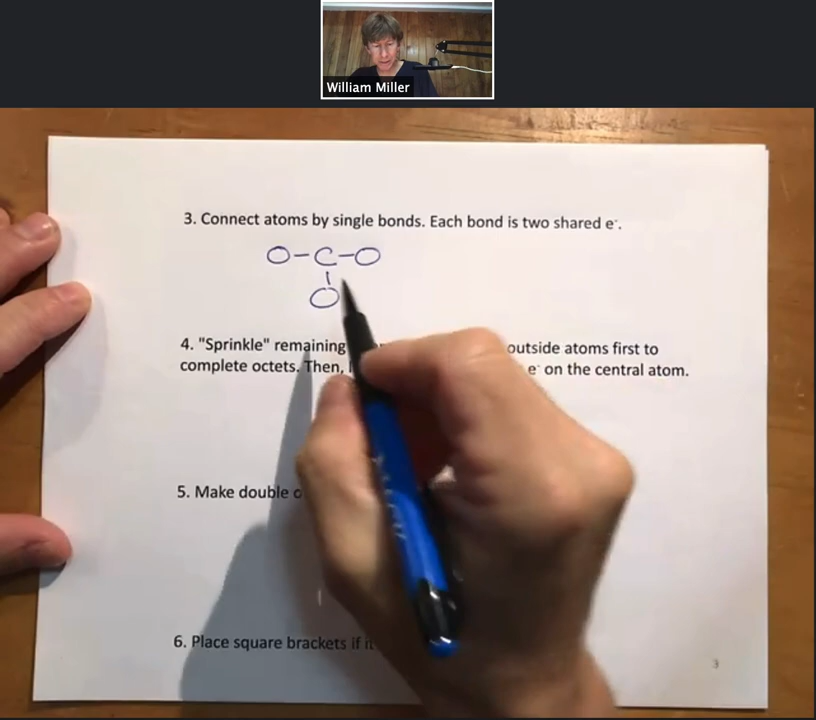 William Miller
3. Connect atoms by single bonds. Each bond is two shared e⁻.
O–C–O
|
O
4. "Sprinkle" remaining outside atoms first to
complete octets. Then, e⁻ on the central atom.
5. Make double
6. Place square brackets if
3